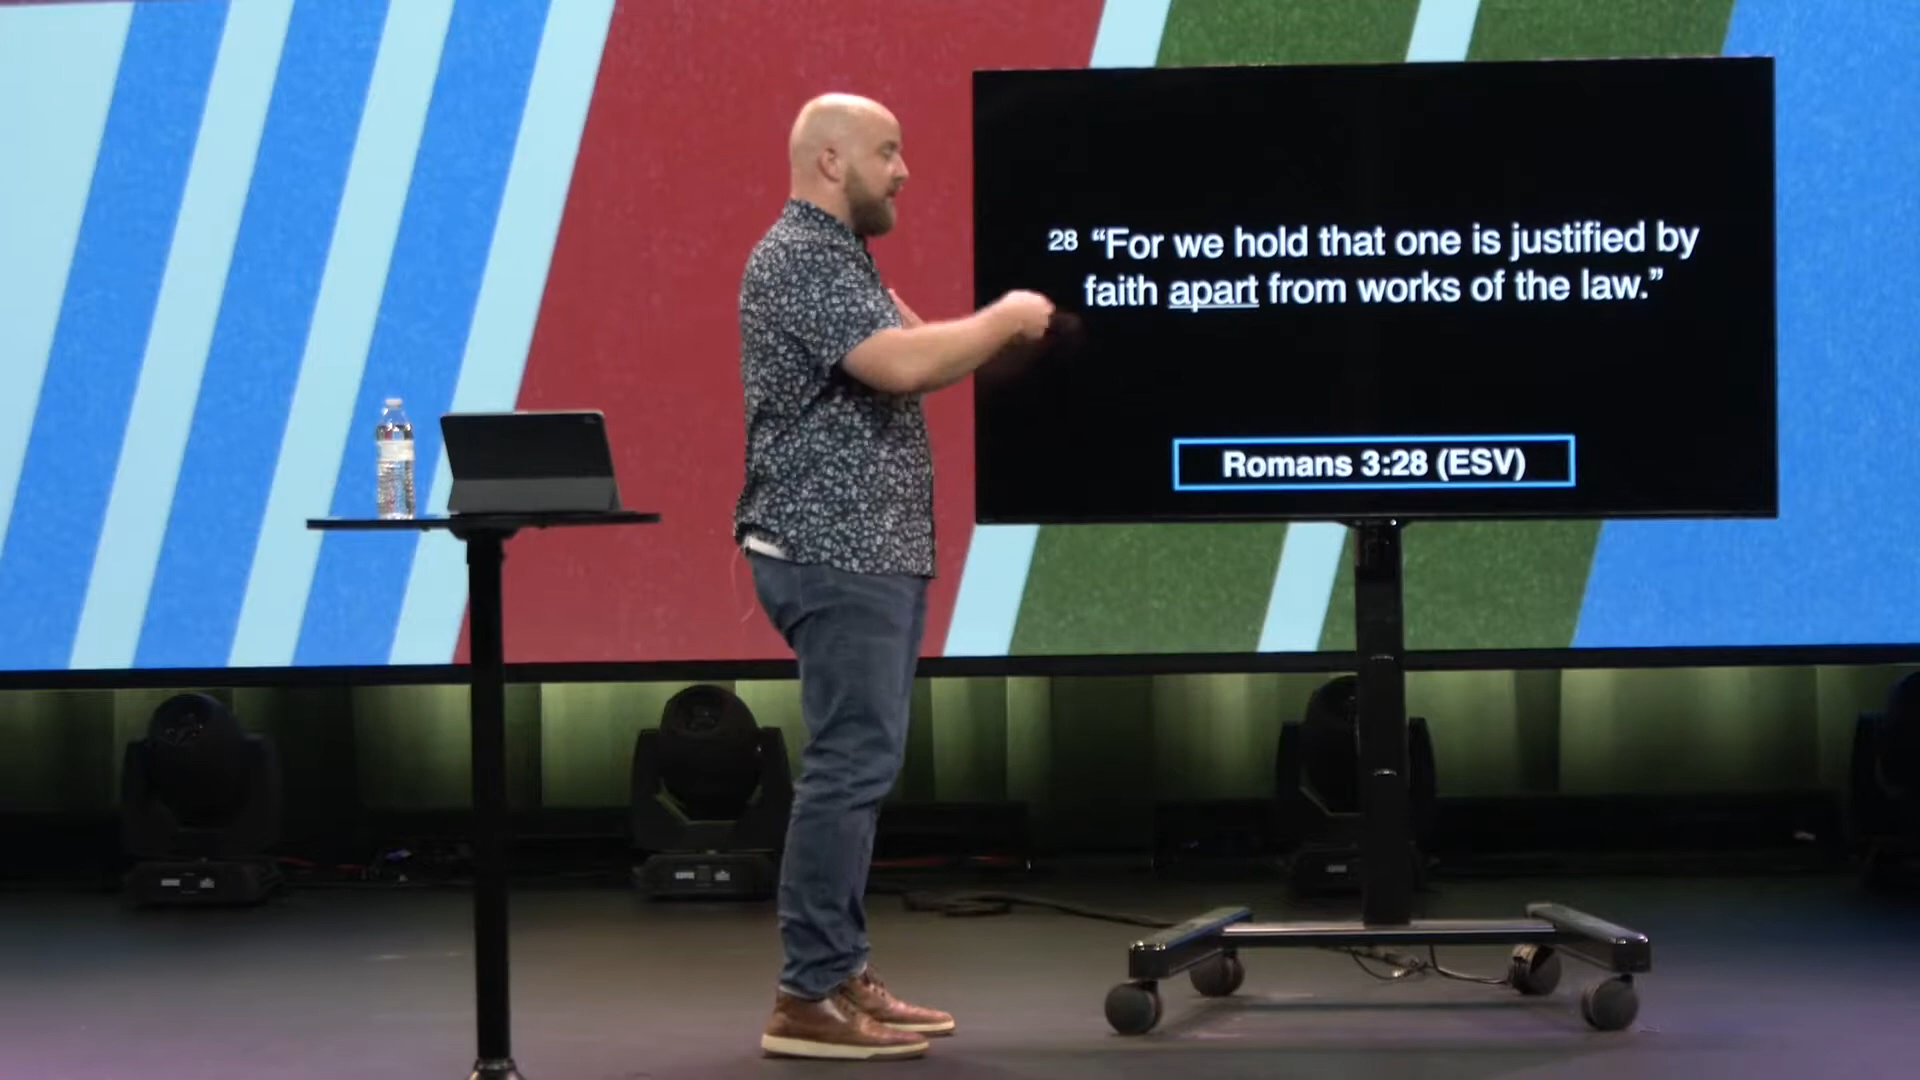 28 “For we hold that one is justified by
faith apart from works of the law.”
Romans 3:28 (ESV)